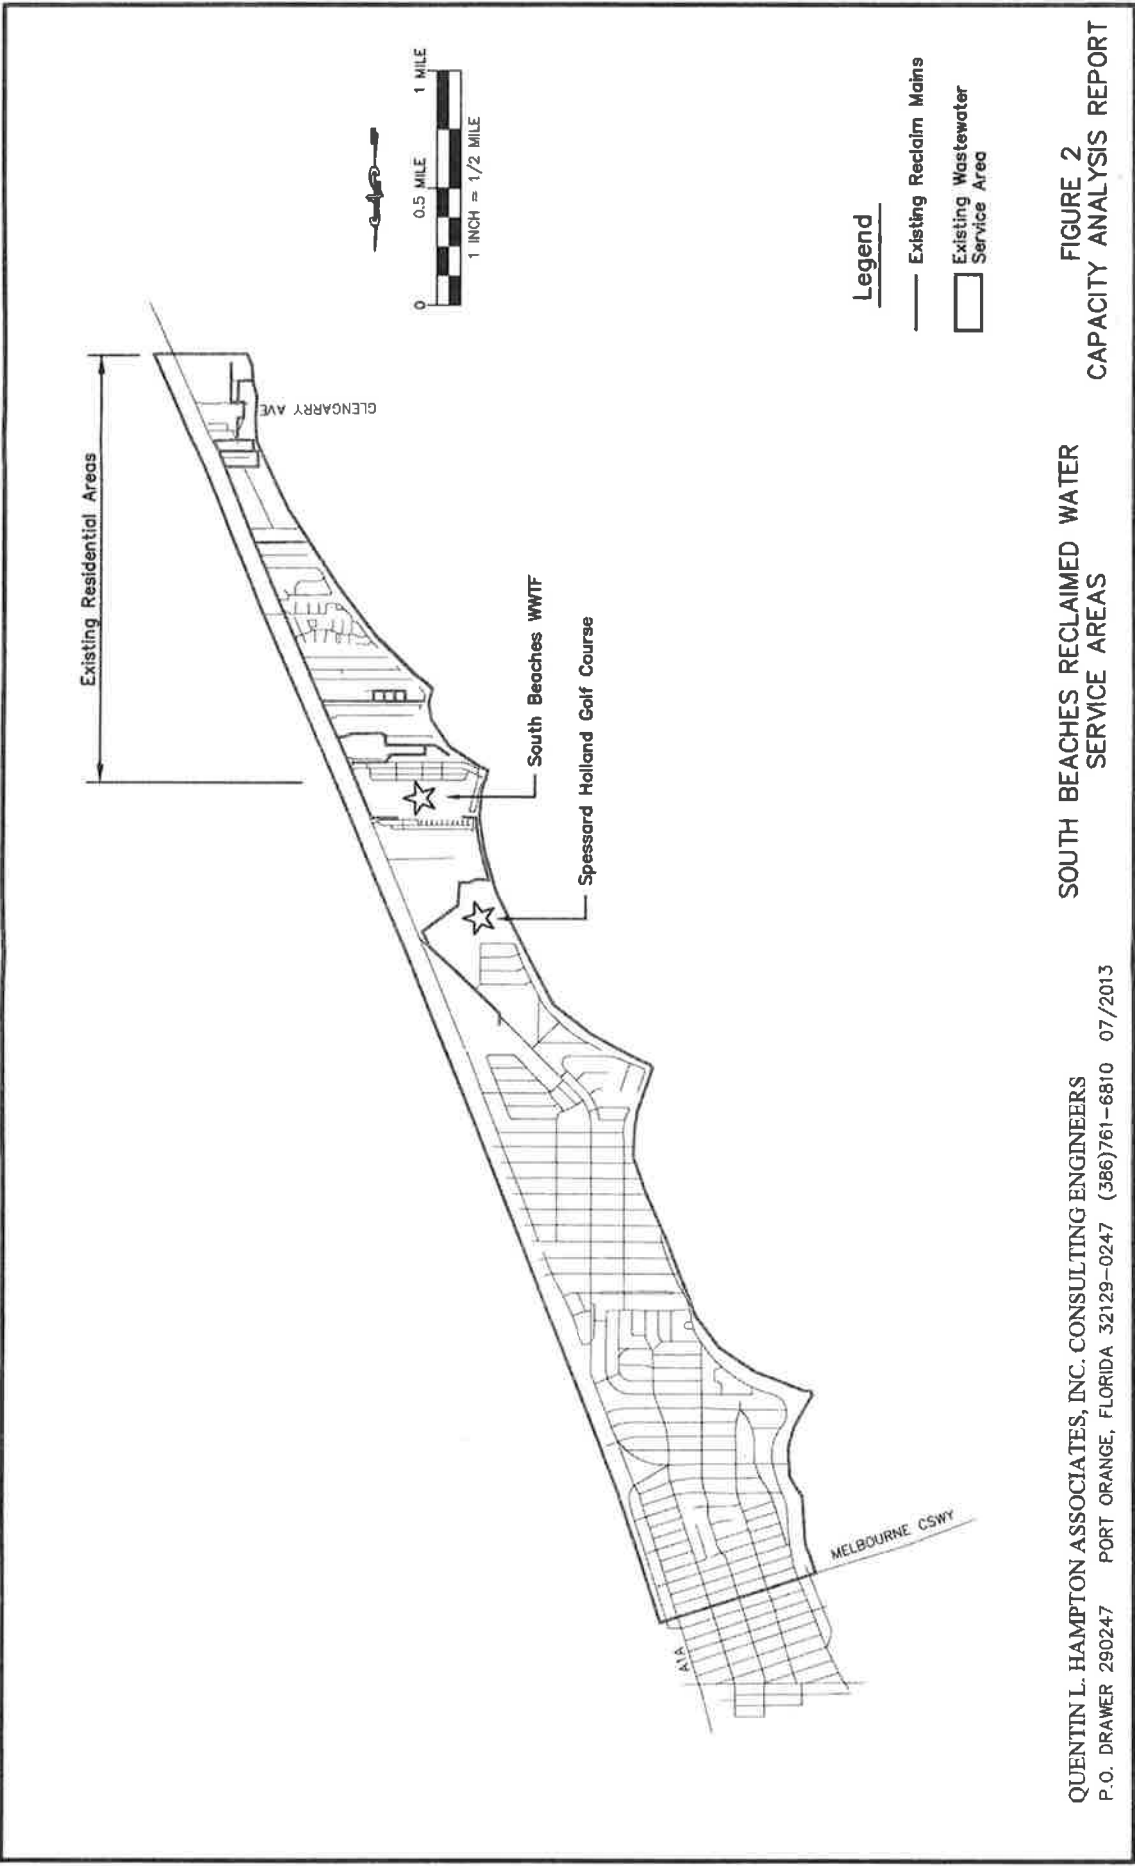 Existing Residential Areas
GLENGARRY AVE
South Beaches WWTF
Spessard Holland Golf Course
MELBOURNE CSWY
A1A
0
0.5 MILE
1 MILE
1 INCH = 1/2 MILE
Legend
Existing Reclaim Mains
Existing Wastewater
Service Area
QUENTIN L. HAMPTON ASSOCIATES, INC. CONSULTING ENGINEERS
P.O. DRAWER 290247 PORT ORANGE, FLORIDA 32129-0247 (386)761-6810 07/2013
SOUTH BEACHES RECLAIMED WATER
SERVICE AREAS
FIGURE 2
CAPACITY ANALYSIS REPORT